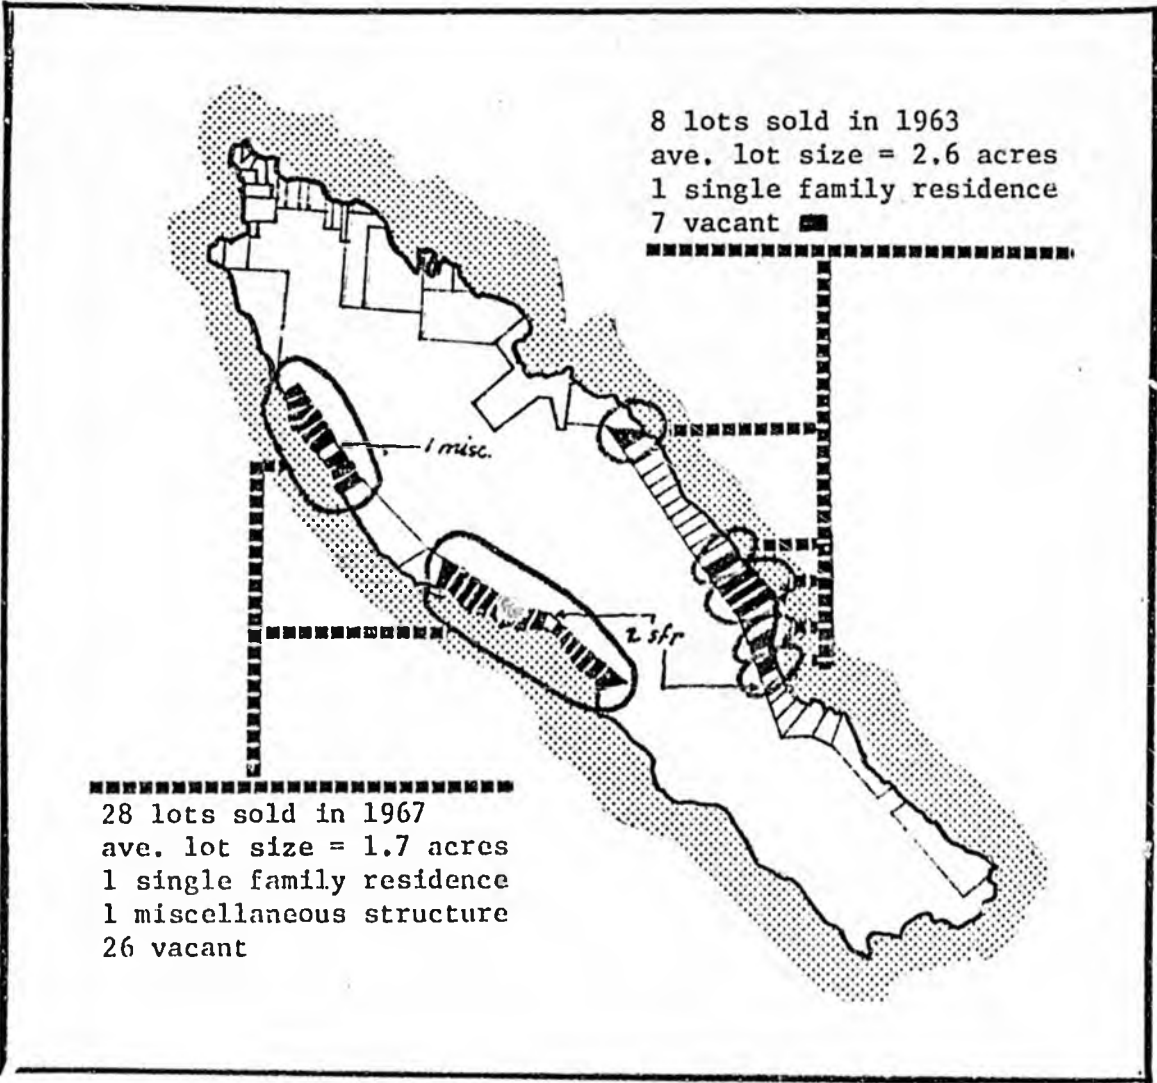 8 lots sold in 1963
ave. lot size = 2.6 acres
1 single family residence
7 vacant
1 misc.
2 sfr
28 lots sold in 1967
ave. lot size = 1.7 acres
1 single family residence
1 miscellaneous structure
26 vacant